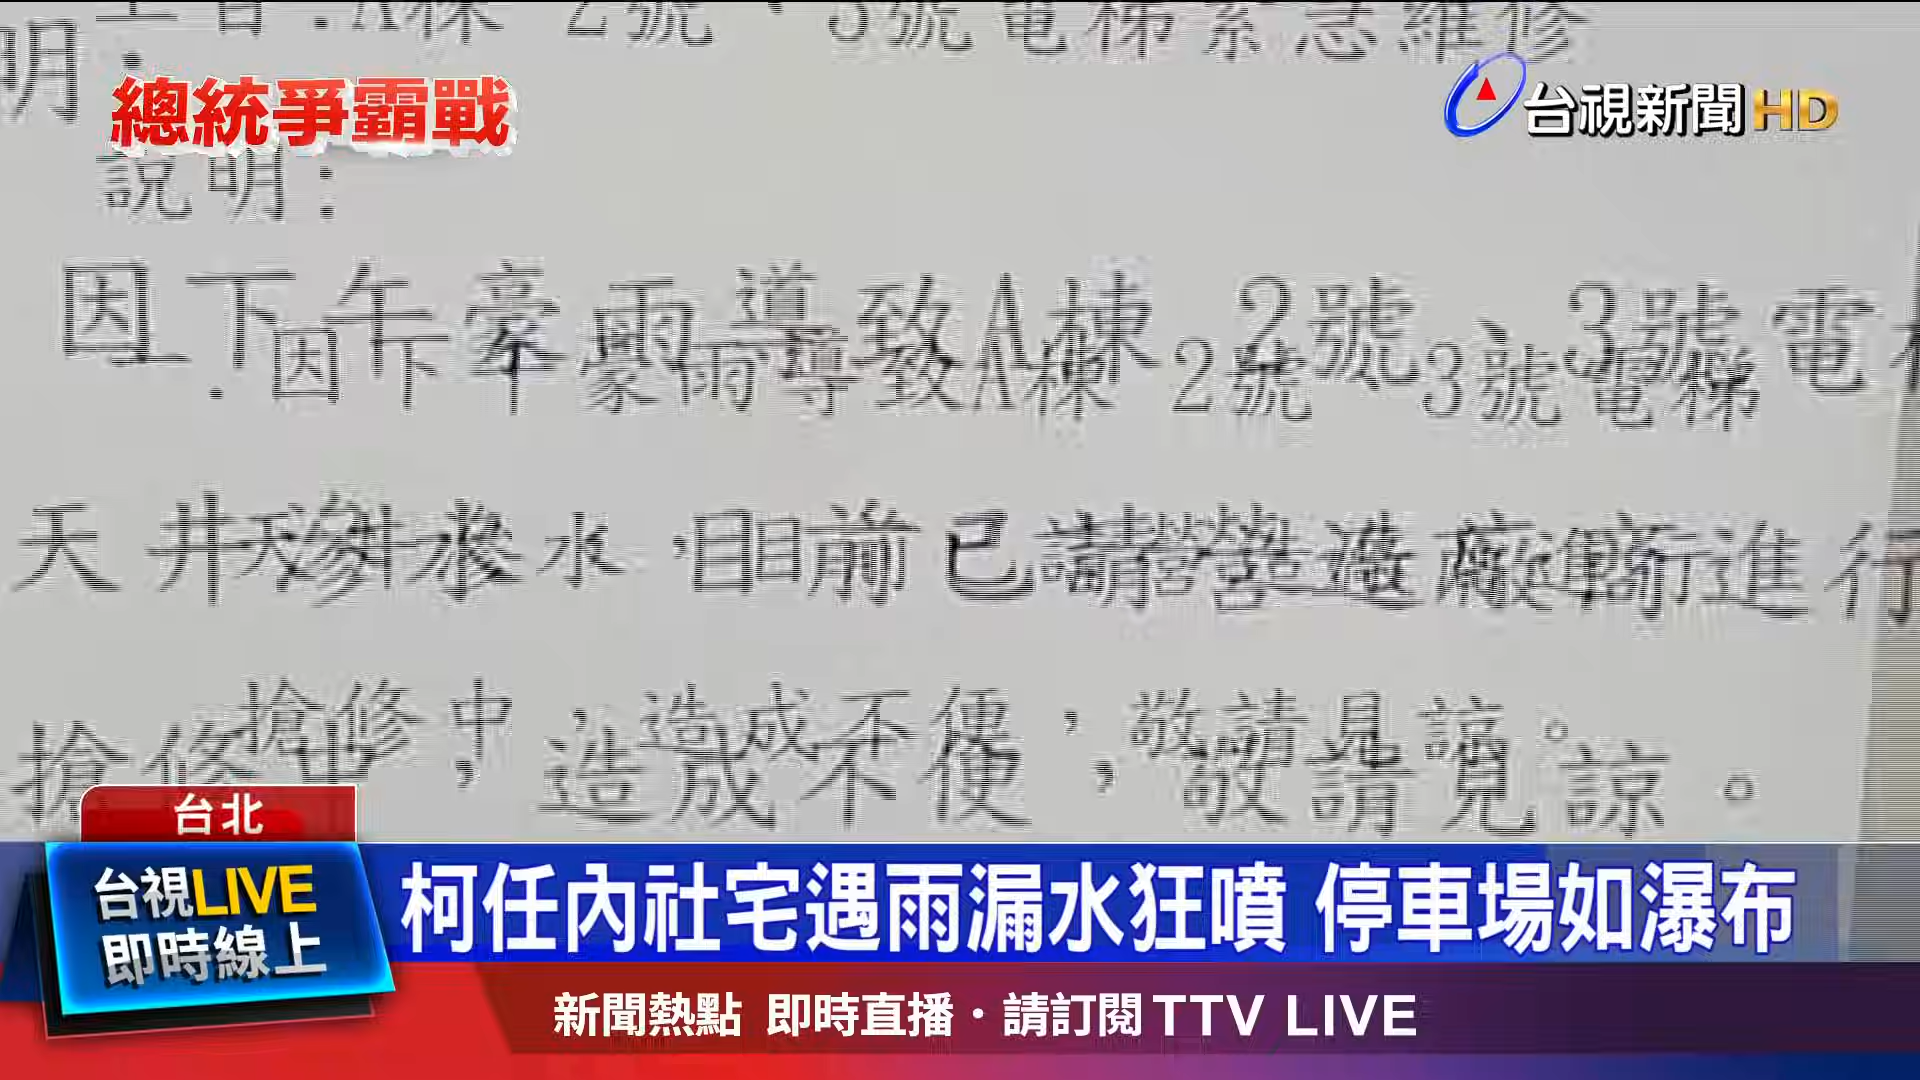 主旨:A棟 2號、3號電梯緊急維修
明:
總統爭霸戰
台視新聞HD
說明:
因下午豪雨導致A棟 2號、3號電梯
天井滲水,目前已請營造廠進行
搶修中,造成不便,敬請見諒。
台北
台視LIVE
即時線上
柯任內社宅遇雨漏水狂噴 停車場如瀑布
新聞熱點 即時直播・請訂閱TTV LIVE